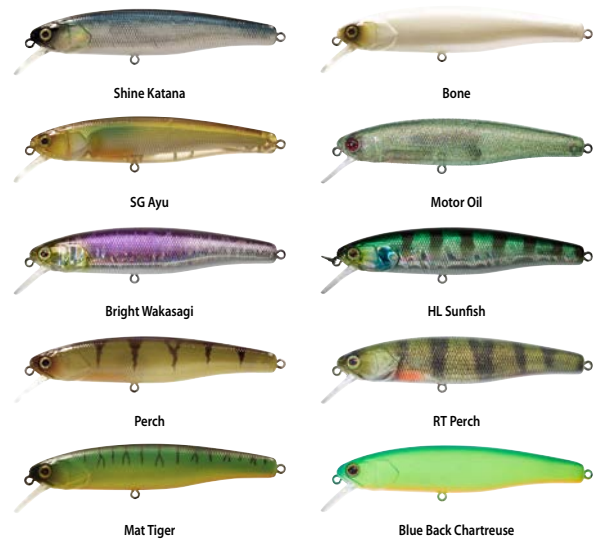 Shine Katana
Bone
SG Ayu
Motor Oil
Bright Wakasagi
HL Sunfish
Perch
RT Perch
Mat Tiger
Blue Back Chartreuse